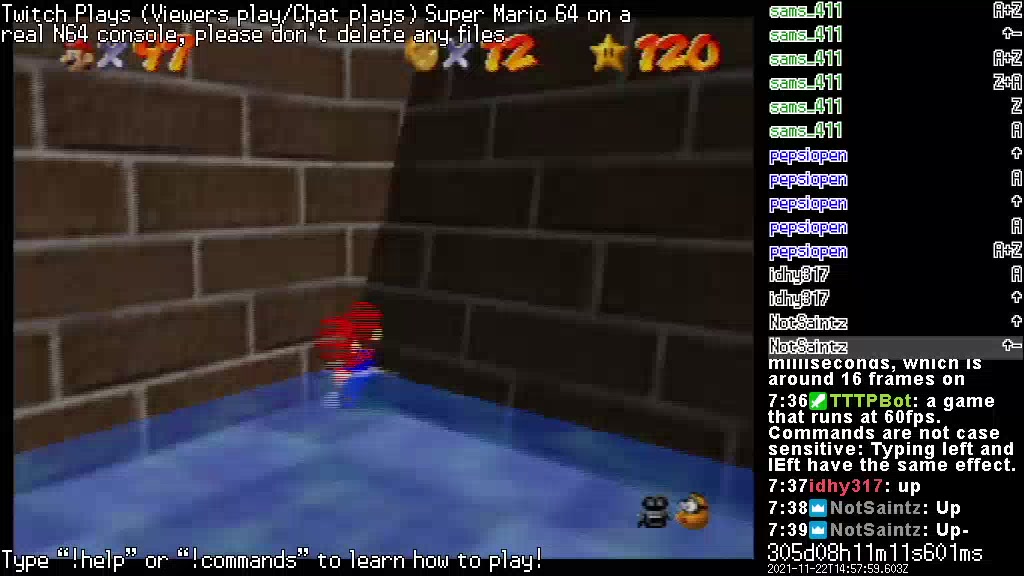 Twitch Plays (Viewers play/Chat plays) Super Mario 64 on a
real N64 console, please don't delete any files.
x 72
120
sams_411 A+Z
sams_411 ↑-
sams_411 A+Z
sams_411 Z+A
sams_411 Z
sams_411 A
pepsiopen ↑
pepsiopen A
pepsiopen ↑
pepsiopen A
pepsiopen A+Z
idhy317 A
idhy317 ↑
NotSaintz ↑
NotSaintz ↑-
milliseconds, which is
around 16 frames on
7:36 TTTPBot: a game
that runs at 60fps.
Commands are not case
sensitive: Typing left and
lEft have the same effect.
7:37 idhy317: up
7:38 NotSaintz: Up
7:39 NotSaintz: Up-
305d08h11m11s601ms
2021-11-22T14:57:59.603Z
Type "!help" or "!commands" to learn how to play!